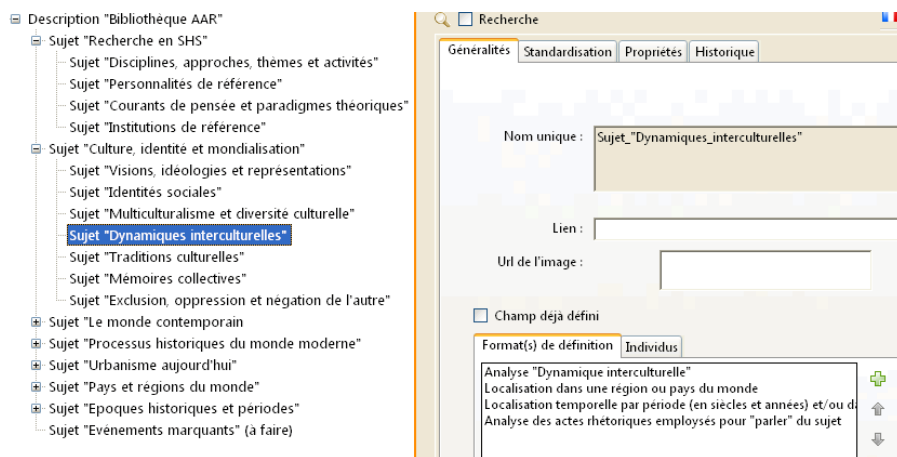 Description "Bibliothèque AAR"
Sujet "Recherche en SHS"
Sujet "Disciplines, approches, thèmes et activités"
Sujet "Personnalités de référence"
Sujet "Courants de pensée et paradigmes théoriques"
Sujet "Institutions de référence"
Sujet "Culture, identité et mondialisation"
Sujet "Visions, idéologies et représentations"
Sujet "Identités sociales"
Sujet "Multiculturalisme et diversité culturelle"
Sujet "Dynamiques interculturelles"
Sujet "Traditions culturelles"
Sujet "Mémoires collectives"
Sujet "Exclusion, oppression et négation de l'autre"
Sujet "Le monde contemporain
Sujet "Processus historiques du monde moderne"
Sujet "Urbanisme aujourd'hui"
Sujet "Pays et régions du monde"
Sujet "Epoques historiques et périodes"
Sujet "Evénements marquants" (à faire)
Recherche
Généralités Standardisation Propriétés Historique
Nom unique : Sujet_"Dynamiques_interculturelles"
Lien :
Url de l'image :
Champ déjà défini
Format(s) de définition Individus
Analyse "Dynamique interculturelle"
Localisation dans une région ou pays du monde
Localisation temporelle par période (en siècles et années) et/ou da
Analyse des actes rhétoriques employsés pour "parler" du sujet